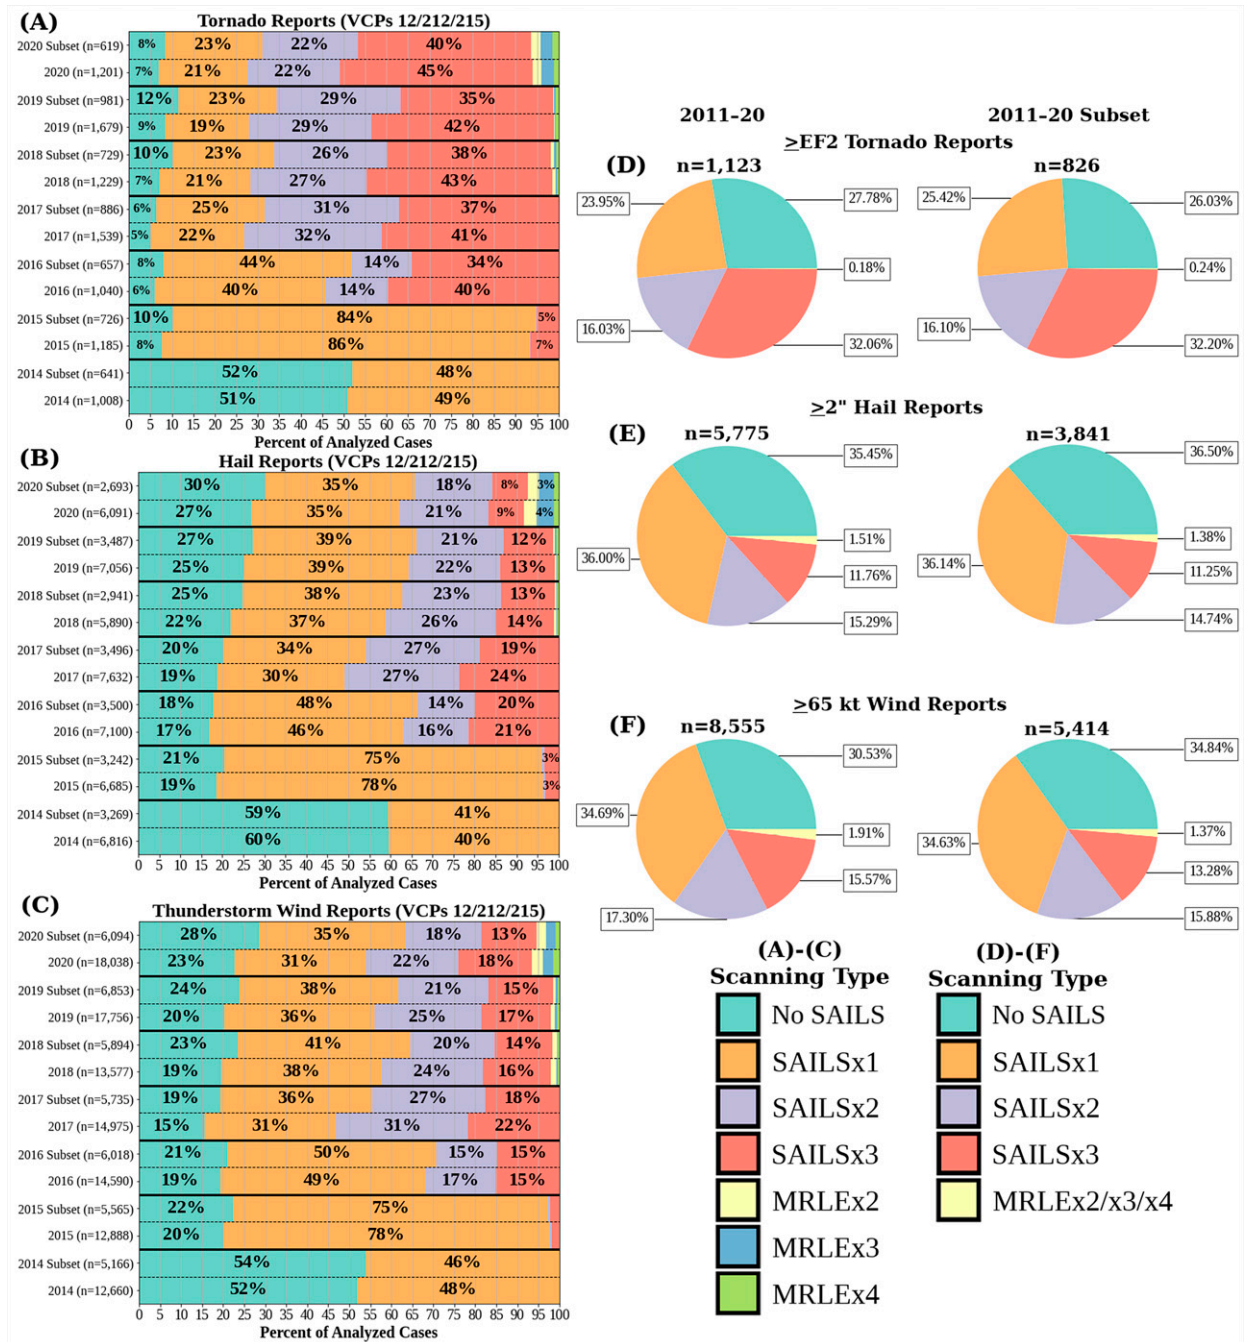 (A)
Tornado Reports (VCPs 12/212/215)
2020 Subset (n=619) 8% 23% 22% 40%
2020 (n=1,201) 7% 21% 22% 45%
2019 Subset (n=981) 12% 23% 29% 35%
2019 (n=1,679) 9% 19% 29% 42%
2018 Subset (n=729) 10% 23% 26% 38%
2018 (n=1,229) 7% 21% 27% 43%
2017 Subset (n=886) 6% 25% 31% 37%
2017 (n=1,539) 5% 22% 32% 41%
2016 Subset (n=657) 8% 44% 14% 34%
2016 (n=1,040) 6% 40% 14% 40%
2015 Subset (n=726) 10% 84% 5%
2015 (n=1,185) 8% 86% 7%
2014 Subset (n=641) 52% 48%
2014 (n=1,008) 51% 49%
0 5 10 15 20 25 30 35 40 45 50 55 60 65 70 75 80 85 90 95 100
Percent of Analyzed Cases
(B)
Hail Reports (VCPs 12/212/215)
2020 Subset (n=2,693) 30% 35% 18% 8% 3%
2020 (n=6,091) 27% 35% 21% 9% 4%
2019 Subset (n=3,487) 27% 39% 21% 12%
2019 (n=7,056) 25% 39% 22% 13%
2018 Subset (n=2,941) 25% 38% 23% 13%
2018 (n=5,890) 22% 37% 26% 14%
2017 Subset (n=3,496) 20% 34% 27% 19%
2017 (n=7,632) 19% 30% 27% 24%
2016 Subset (n=3,500) 18% 48% 14% 20%
2016 (n=7,100) 17% 46% 16% 21%
2015 Subset (n=3,242) 21% 75% 3%
2015 (n=6,685) 19% 78% 3%
2014 Subset (n=3,269) 59% 41%
2014 (n=6,816) 60% 40%
0 5 10 15 20 25 30 35 40 45 50 55 60 65 70 75 80 85 90 95 100
Percent of Analyzed Cases
(C)
Thunderstorm Wind Reports (VCPs 12/212/215)
2020 Subset (n=6,094) 28% 35% 18% 13%
2020 (n=18,038) 23% 31% 22% 18%
2019 Subset (n=6,853) 24% 38% 21% 15%
2019 (n=17,756) 20% 36% 25% 17%
2018 Subset (n=5,894) 23% 41% 20% 14%
2018 (n=13,577) 19% 38% 24% 16%
2017 Subset (n=5,735) 19% 36% 27% 18%
2017 (n=14,975) 15% 31% 31% 22%
2016 Subset (n=6,018) 21% 50% 15% 15%
2016 (n=14,590) 19% 49% 17% 15%
2015 Subset (n=5,565) 22% 75%
2015 (n=12,888) 20% 78%
2014 Subset (n=5,166) 54% 46%
2014 (n=12,660) 52% 48%
0 5 10 15 20 25 30 35 40 45 50 55 60 65 70 75 80 85 90 95 100
Percent of Analyzed Cases
2011–20 2011–20 Subset
≥EF2 Tornado Reports
(D) n=1,123 n=826
23.95% 27.78% 25.42% 26.03%
0.18% 0.24%
16.03% 32.06% 16.10% 32.20%
≥2" Hail Reports
(E) n=5,775 n=3,841
35.45% 36.50%
36.00% 1.51% 36.14% 1.38%
11.76% 11.25%
15.29% 14.74%
≥65 kt Wind Reports
(F) n=8,555 n=5,414
30.53% 34.84%
34.69% 1.91% 34.63% 1.37%
15.57% 13.28%
17.30% 15.88%
(A)-(C)
Scanning Type
No SAILS
SAILSx1
SAILSx2
SAILSx3
MRLEx2
MRLEx3
MRLEx4
(D)-(F)
Scanning Type
No SAILS
SAILSx1
SAILSx2
SAILSx3
MRLEx2/x3/x4